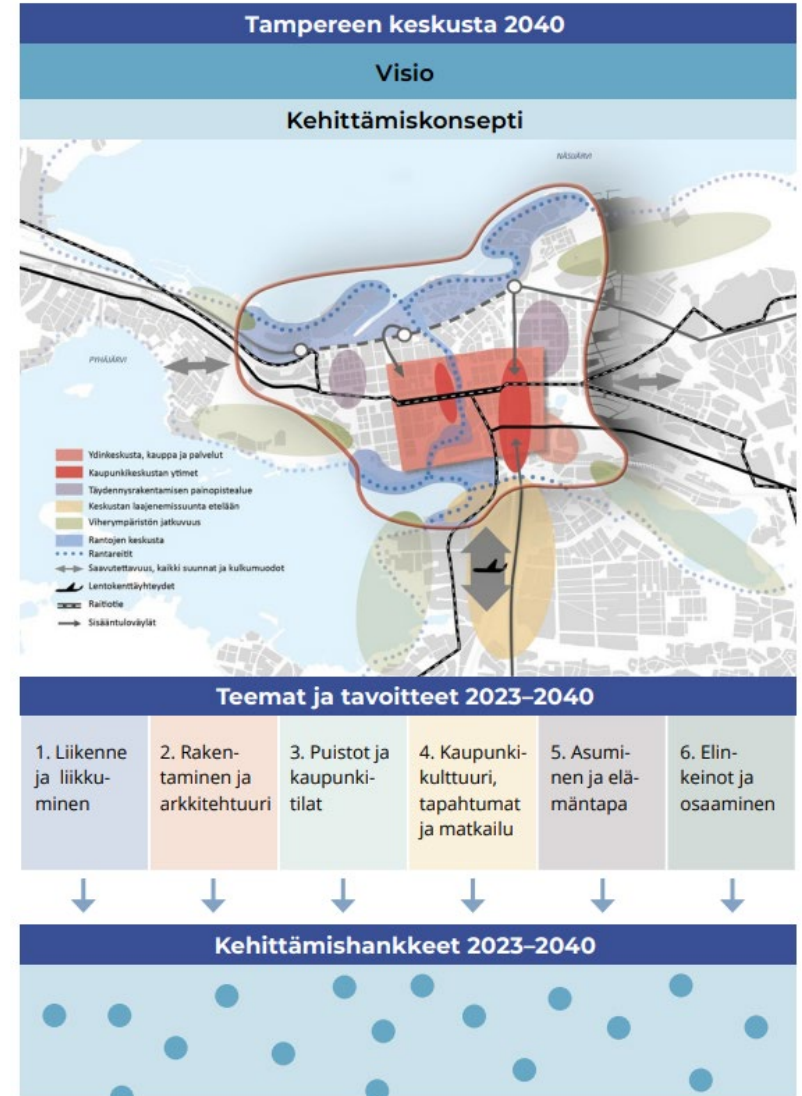 Tampereen keskusta 2040
Visio
Kehittämiskonsepti
NÄSIJÄRVI
PYHÄJÄRVI
Ydinkeskusta, kauppa ja palvelut
Kaupunkikeskustan ytimet
Täydennysrakentamisen painopistealue
Keskustan laajenemissuunta etelään
Viherympäristön jatkuvuus
Rantojen keskusta
Rantareitit
Saavutettavuus, kaikki suunnat ja kulkumuodot
Lentokenttäyhteydet
Raitiotie
Sisääntuloväylät
Teemat ja tavoitteet 2023–2040
1. Liikenne
ja liikku-
minen
2. Raken-
taminen ja
arkkitehtuuri
3. Puistot ja
kaupunki-
tilat
4. Kaupunki-
kulttuuri,
tapahtumat
ja matkailu
5. Asumi-
nen ja elä-
mäntapa
6. Elin-
keinot ja
osaaminen
Kehittämishankkeet 2023–2040